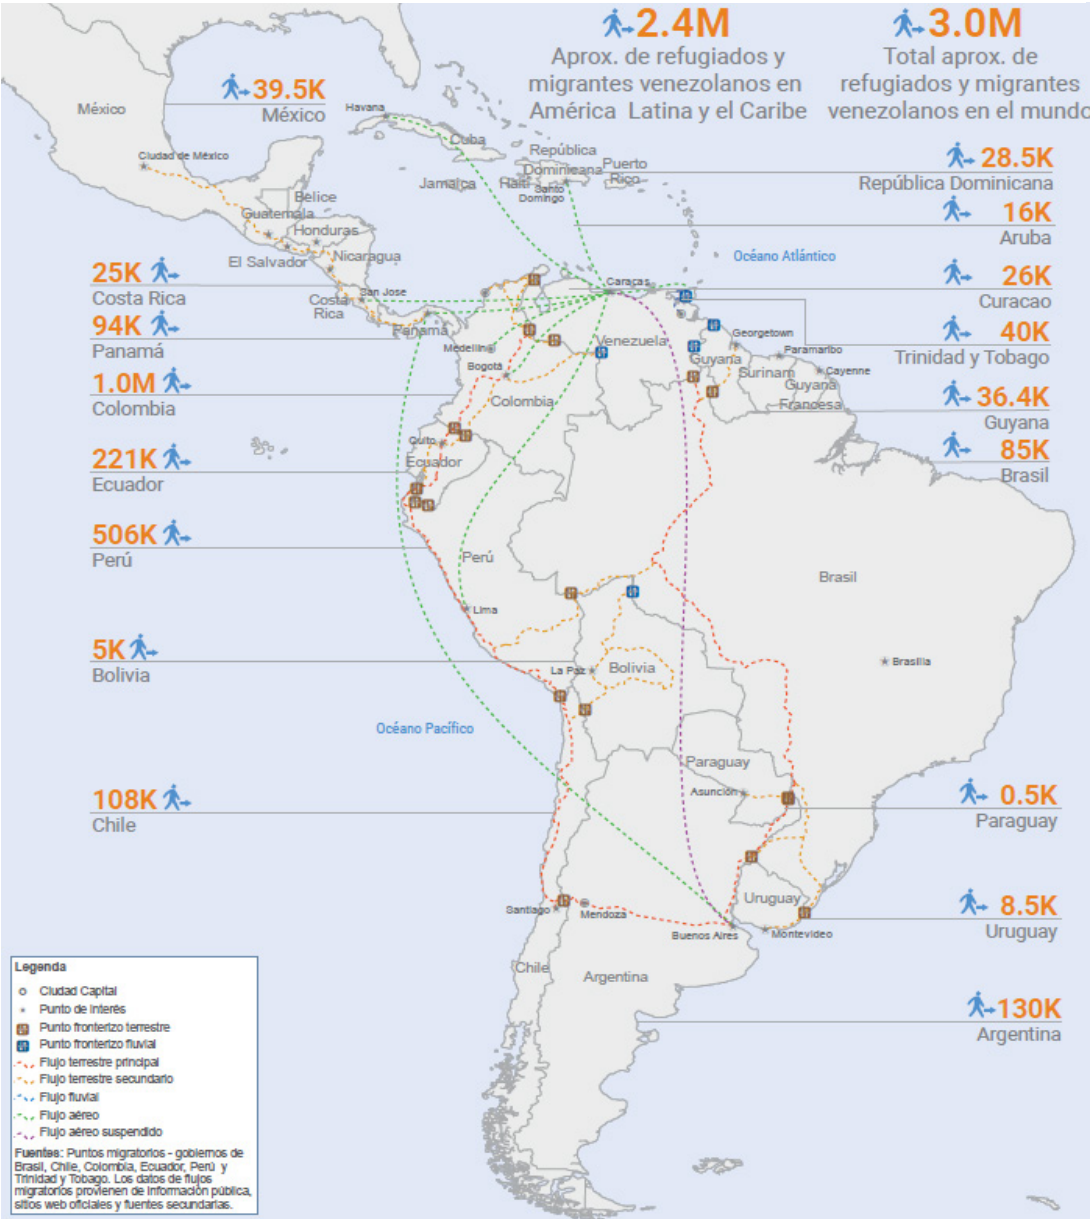 2.4M
Aprox. de refugiados y
migrantes venezolanos en
América Latina y el Caribe
3.0M
Total aprox. de
refugiados y migrantes
venezolanos en el mundo
39.5K
México
28.5K
República Dominicana
16K
Aruba
25K
Costa Rica
26K
Curacao
94K
Panamá
40K
Trinidad y Tobago
1.0M
Colombia
36.4K
Guyana
221K
Ecuador
85K
Brasil
506K
Perú
5K
Bolivia
108K
Chile
0.5K
Paraguay
8.5K
Uruguay
130K
Argentina
México
Ciudad de México
Havana
Cuba
Jamaica
Haití
República
Dominicana
Santo
Domingo
Puerto
Rico
Belice
Guatemala
Honduras
El Salvador
Nicaragua
San Jose
Costa
Rica
Panamá
Océano Atlántico
Caracas
Venezuela
Medellín
Bogotá
Colombia
Georgetown
Guyana
Paramaribo
Surinam
Cayenne
Guyana
Francesa
Quito
Ecuador
Perú
Lima
Brasil
Brasilia
La Paz
Bolivia
Océano Pacífico
Paraguay
Asunción
Santiago
Mendoza
Uruguay
Buenos Aires
Montevideo
Chile
Argentina
Legenda
Ciudad Capital
Punto de interés
Punto fronterizo terrestre
Punto fronterizo fluvial
Flujo terrestre principal
Flujo terrestre secundario
Flujo fluvial
Flujo aéreo
Flujo aéreo suspendido
Fuentes: Puntos migratorios - gobiernos de
Brasil, Chile, Colombia, Ecuador, Perú y
Trinidad y Tobago. Los datos de flujos
migratorios provienen de información pública,
sitios web oficiales y fuentes secundarias.